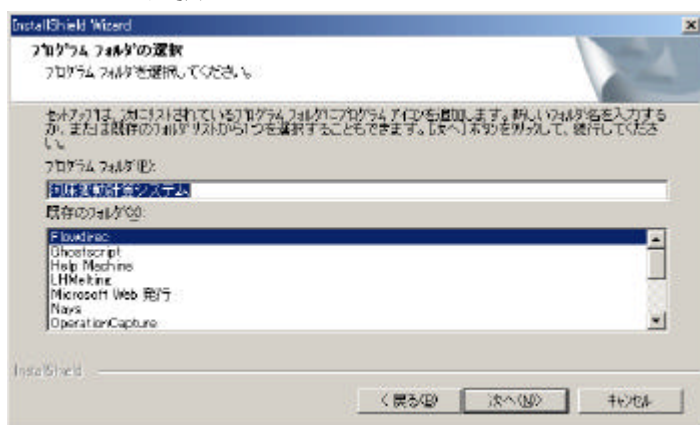 InstallShield Wizard
プログラム フォルダの選択
プログラム フォルダを選択してください。
セットアップは、次にリストされているプログラム フォルダにプログラム アイコンを追加します。新しいフォルダ名を入力する
か、または既存のフォルダ リストから1つを選択することもできます。[次へ] ボタンをクリックして、続行してくださ
い。
プログラム フォルダ(P):
計算システム
既存のフォルダ(X):
Flowdirec
Ghostscript
Help Machine
LHMelting
Microsoft Web 発行
Nays
OperationCapture
InstallShield
< 戻る(B)
次へ(N) >
キャンセル